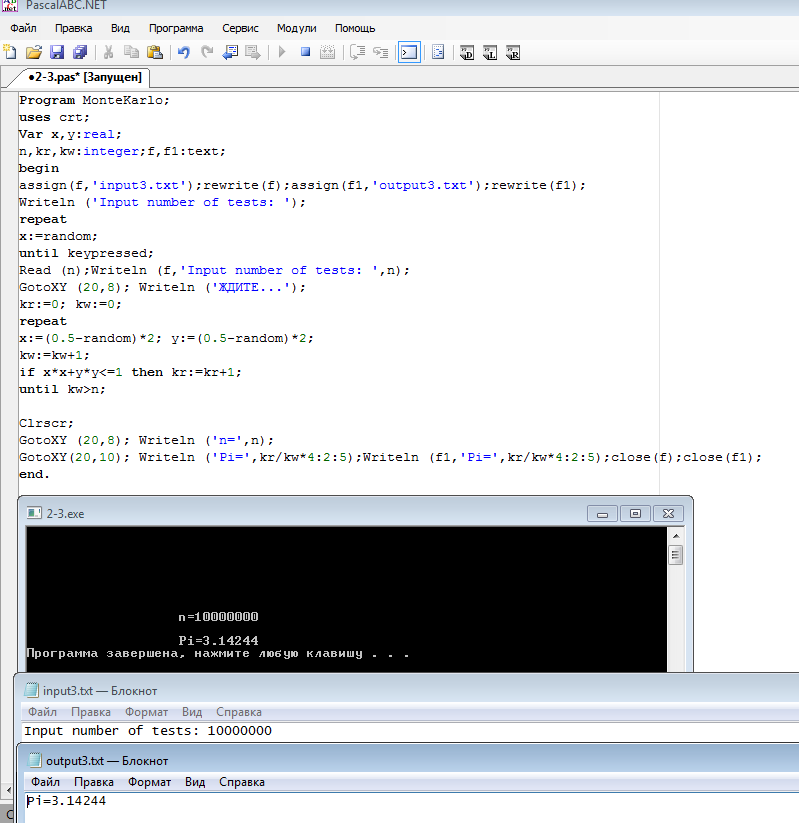 PascalABC.NET
Файл Правка Вид Программа Сервис Модули Помощь
●2-3.pas* [Запущен]
Program MonteKarlo;
uses crt;
Var x,y:real;
n,kr,kw:integer;f,f1:text;
begin
assign(f,'input3.txt');rewrite(f);assign(f1,'output3.txt');rewrite(f1);
Writeln ('Input number of tests: ');
repeat
x:=random;
until keypressed;
Read (n);Writeln (f,'Input number of tests: ',n);
GotoXY (20,8); Writeln ('ЖДИТЕ...');
kr:=0; kw:=0;
repeat
x:=(0.5-random)*2; y:=(0.5-random)*2;
kw:=kw+1;
if x*x+y*y<=1 then kr:=kr+1;
until kw>n;
Clrscr;
GotoXY (20,8); Writeln ('n=',n);
GotoXY(20,10); Writeln ('Pi=',kr/kw*4:2:5);Writeln (f1,'Pi=',kr/kw*4:2:5);close(f);close(f1);
end.
2-3.exe
n=10000000
Pi=3.14244
Программа завершена, нажмите любую клавишу . . .
input3.txt — Блокнот
Файл Правка Формат Вид Справка
Input number of tests: 10000000
output3.txt — Блокнот
Файл Правка Формат Вид Справка
Pi=3.14244